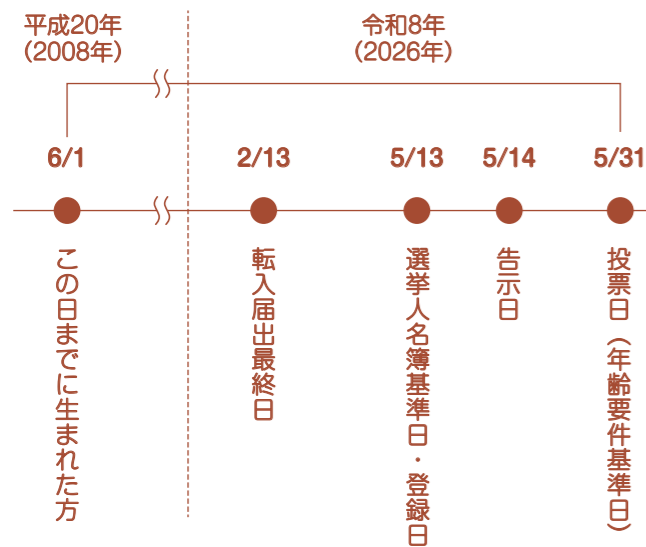 平成20年
（2008年）
令和8年
（2026年）
6/1
2/13
5/13
5/14
5/31
この日までに生まれた方
転入届出最終日
選挙人名簿基準日・登録日
告示日
投票日（年齢要件基準日）